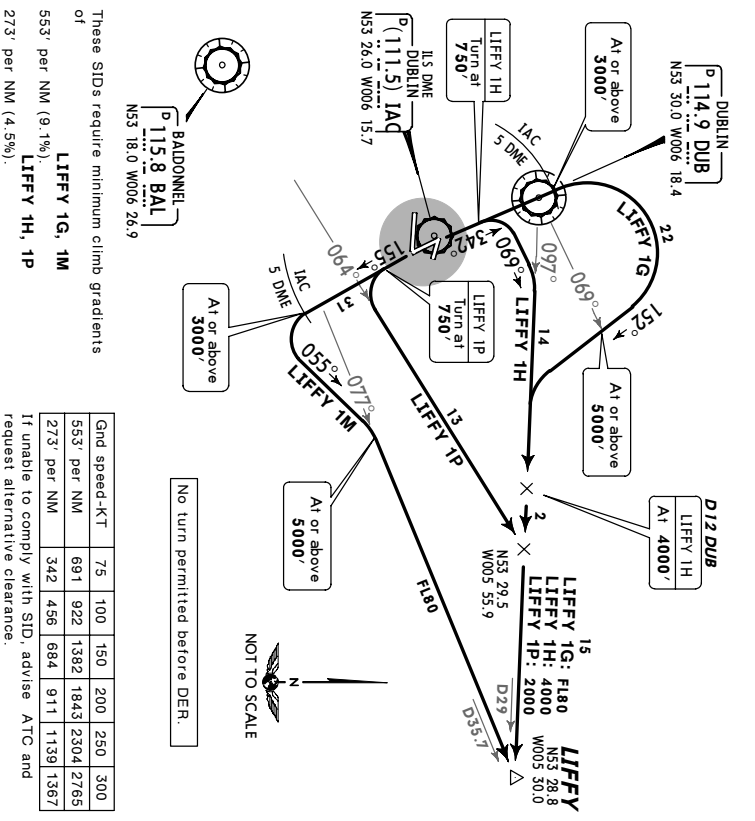 DUBLIN
D 114.9 DUB
N53 30.0 W006 18.4
At or above
3000'
IAC
5 DME
LIFFY 1H
Turn at
750'
ILS DME
DUBLIN
D (111.5) IAC
N53 26.0 W006 15.7
BALDONNEL
D 115.8 BAL
N53 18.0 W006 26.9
22
LIFFY 1G
152°
069°
097°
At or above
5000'
14
LIFFY 1H
069°
342°
155°
064°
LIFFY 1P
Turn at
750'
31
IAC
5 DME
At or above
3000'
055°
077°
LIFFY 1M
13
LIFFY 1P
At or above
5000'
FL80
D12 DUB
LIFFY 1H
At 4000'
2
N53 29.5
W005 55.9
15
LIFFY 1G: FL80
LIFFY 1H: 4000
LIFFY 1P: 2000
D29
D35.7
LIFFY
N53 28.8
W005 30.0
N
NOT TO SCALE
No turn permitted before DER.
These SIDs require minimum climb gradients
of
LIFFY 1G, 1M
553' per NM (9.1%).
LIFFY 1H, 1P
273' per NM (4.5%).
Gnd speed-KT 75 100 150 200 250 300
553' per NM 691 922 1382 1843 2304 2765
273' per NM 342 456 684 911 1139 1367
If unable to comply with SID, advise ATC and
request alternative clearance.